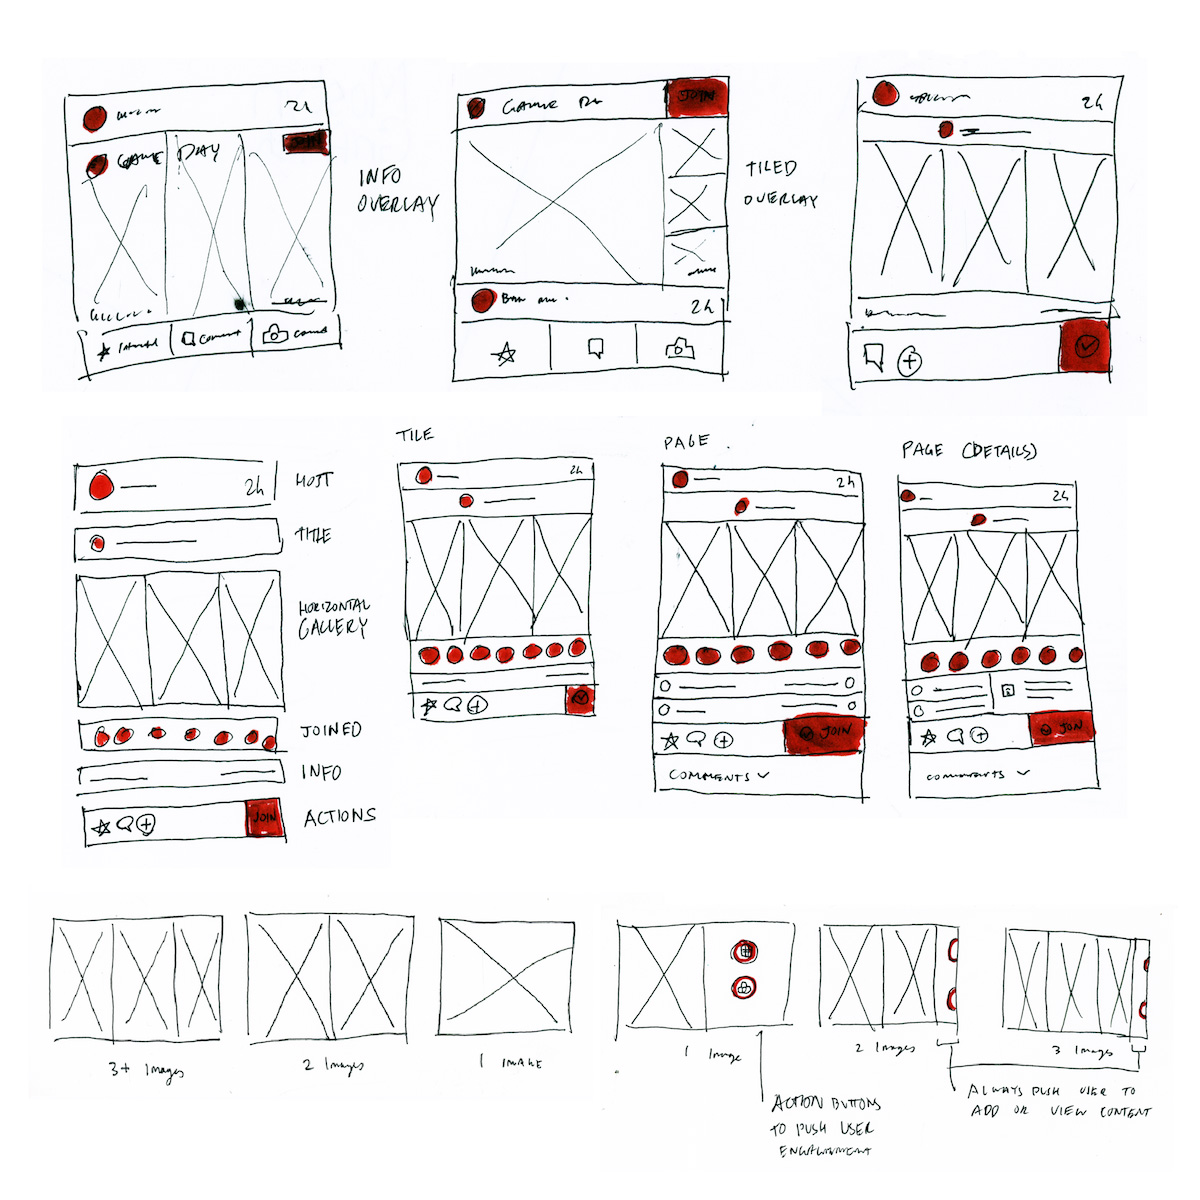 2h
GAME DAY
JOIN
INFO
OVERLAY
Comment
GAME
JOIN
2h
TILED
OVERLAY
2h
2h
HOST
TITLE
HORIZONTAL
GALLERY
JOINED
INFO
JOIN
ACTIONS
TILE
2h
PAGE
2h
JOIN
COMMENTS
PAGE (DETAILS)
2h
JOIN
COMMENTS
3+ Images
2 Images
1 IMAGE
1 Image
2 Images
3 Images
ACTION BUTTONS
TO PUSH USER
ENGAGEMENT
ALWAYS PUSH USER TO
ADD OR VIEW CONTENT